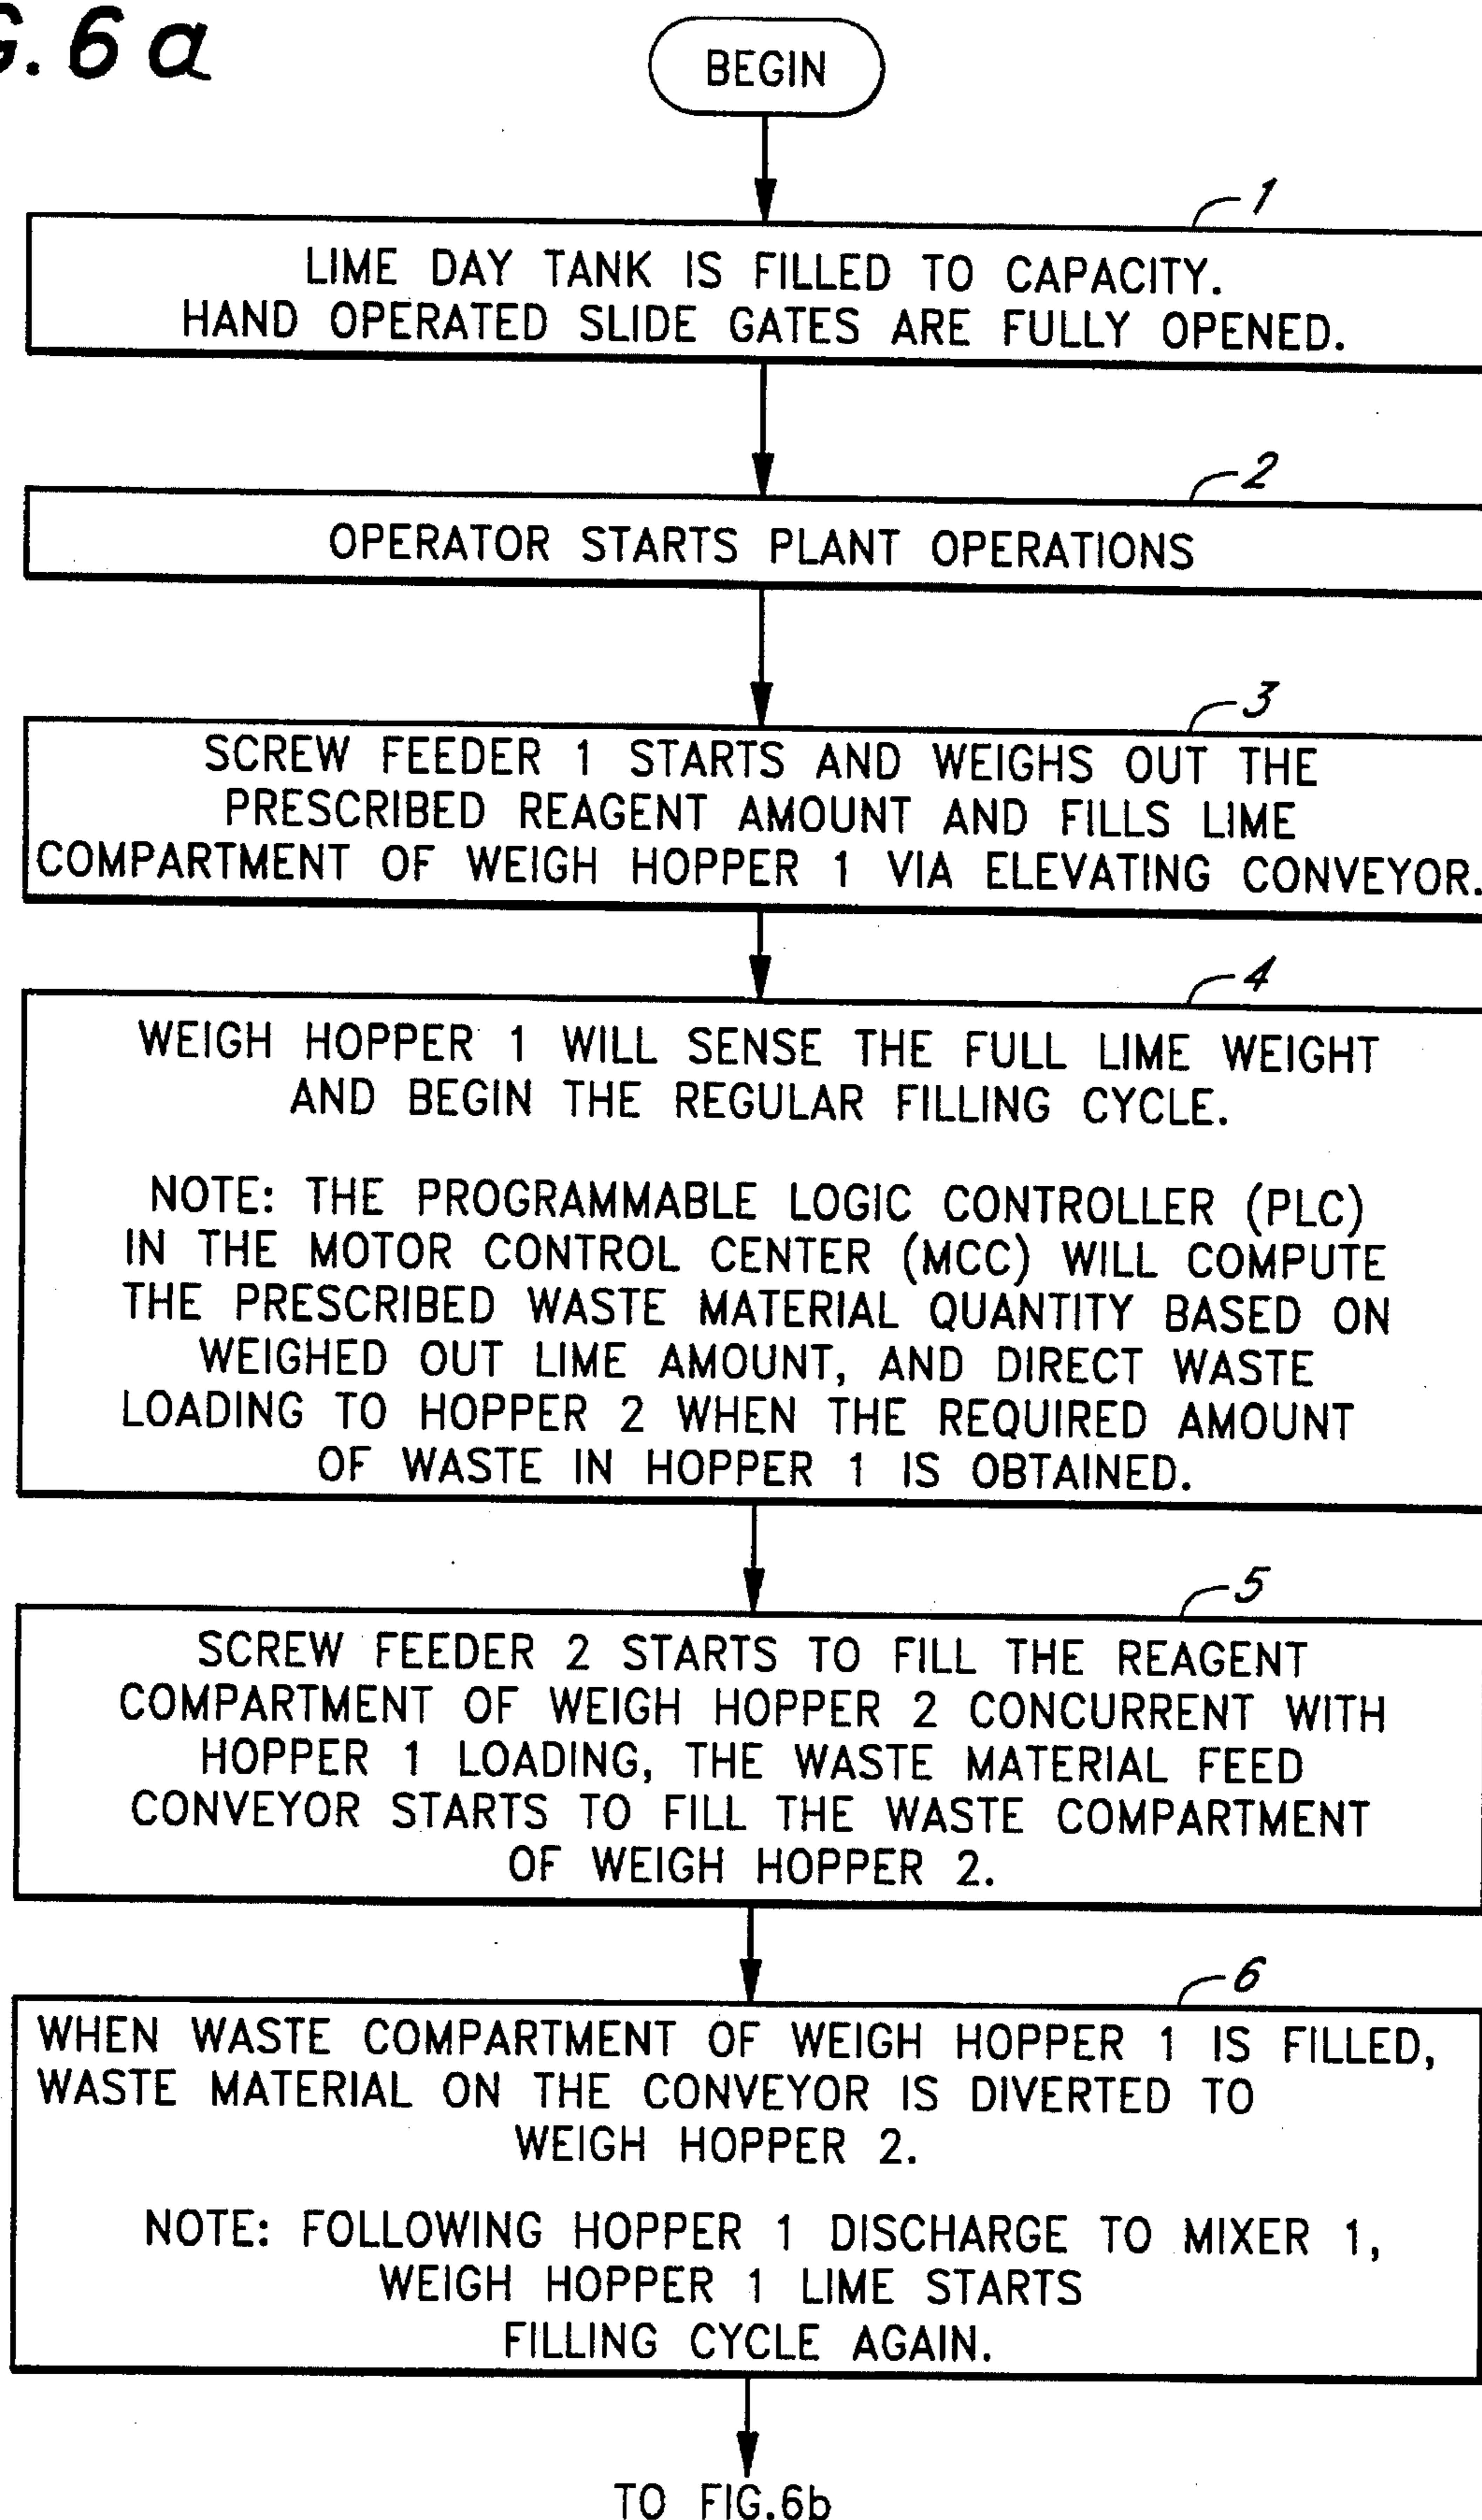 G. 6a
BEGIN
1
LIME DAY TANK IS FILLED TO CAPACITY.
HAND OPERATED SLIDE GATES ARE FULLY OPENED.
2
OPERATOR STARTS PLANT OPERATIONS
3
SCREW FEEDER 1 STARTS AND WEIGHS OUT THE
PRESCRIBED REAGENT AMOUNT AND FILLS LIME
COMPARTMENT OF WEIGH HOPPER 1 VIA ELEVATING CONVEYOR.
4
WEIGH HOPPER 1 WILL SENSE THE FULL LIME WEIGHT
AND BEGIN THE REGULAR FILLING CYCLE.
NOTE: THE PROGRAMMABLE LOGIC CONTROLLER (PLC)
IN THE MOTOR CONTROL CENTER (MCC) WILL COMPUTE
THE PRESCRIBED WASTE MATERIAL QUANTITY BASED ON
WEIGHED OUT LIME AMOUNT, AND DIRECT WASTE
LOADING TO HOPPER 2 WHEN THE REQUIRED AMOUNT
OF WASTE IN HOPPER 1 IS OBTAINED.
5
SCREW FEEDER 2 STARTS TO FILL THE REAGENT
COMPARTMENT OF WEIGH HOPPER 2 CONCURRENT WITH
HOPPER 1 LOADING, THE WASTE MATERIAL FEED
CONVEYOR STARTS TO FILL THE WASTE COMPARTMENT
OF WEIGH HOPPER 2.
6
WHEN WASTE COMPARTMENT OF WEIGH HOPPER 1 IS FILLED,
WASTE MATERIAL ON THE CONVEYOR IS DIVERTED TO
WEIGH HOPPER 2.
NOTE: FOLLOWING HOPPER 1 DISCHARGE TO MIXER 1,
WEIGH HOPPER 1 LIME STARTS
FILLING CYCLE AGAIN.
TO FIG.6b